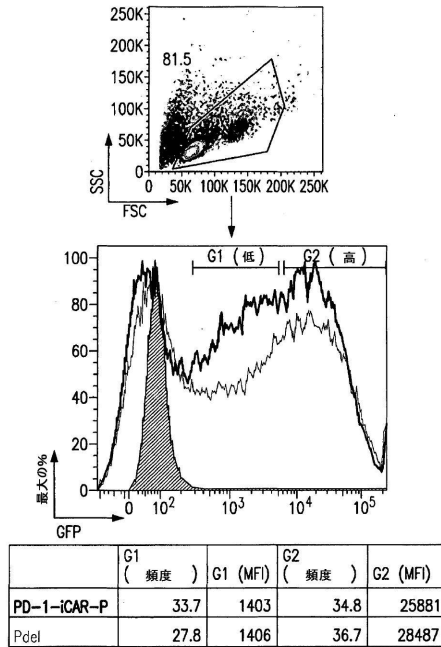 250K
200K
150K
100K
50K
0
81.5
SSC
0 50K 100K 150K 200K 250K
FSC
G1 (低) G2 (高)
100
80
60
40
20
0
最大の%
0 10² 10³ 10⁴ 10⁵
GFP
G1 (頻度) G1 (MFI) G2 (頻度) G2 (MFI)
PD-1-iCAR-P 33.7 1403 34.8 25881
Pdel 27.8 1406 36.7 28487